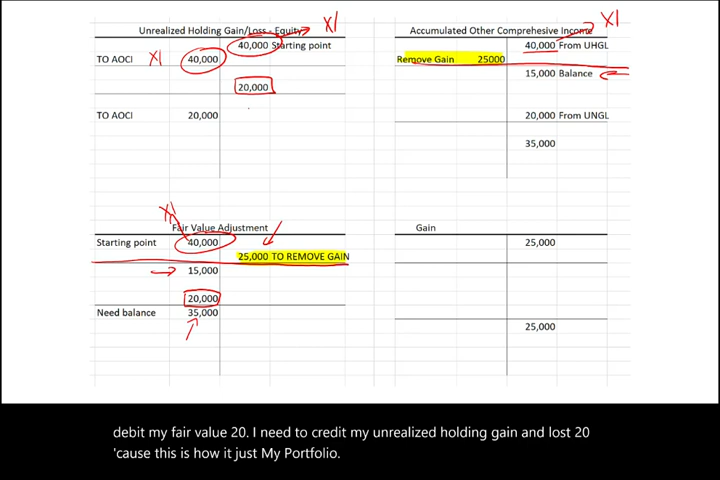 Unrealized Holding Gain/Loss - Equity X1
40,000 Starting point
TO AOCI X1 40,000
20,000
TO AOCI 20,000
Accumulated Other Comprehesive Income X1
40,000 From UHGL
Remove Gain 25000
15,000 Balance
20,000 From UNGL
35,000
X1
Fair Value Adjustment
Starting point 40,000
25,000 TO REMOVE GAIN
15,000
20,000
Need balance 35,000
Gain
25,000
25,000
debit my fair value 20. I need to credit my unrealized holding gain and lost 20
'cause this is how it just My Portfolio.